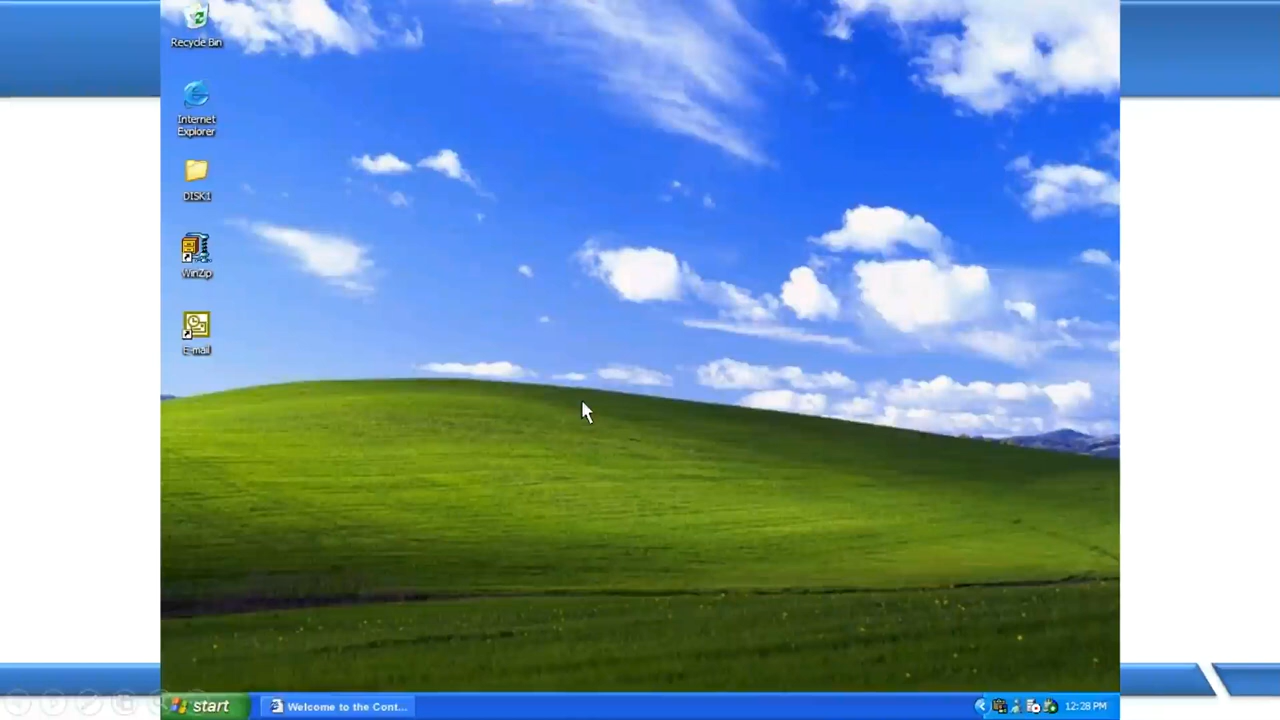 Recycle Bin
Internet
Explorer
DISK1
WinZip
E-mail
start
Welcome to the Cont...
12:28 PM